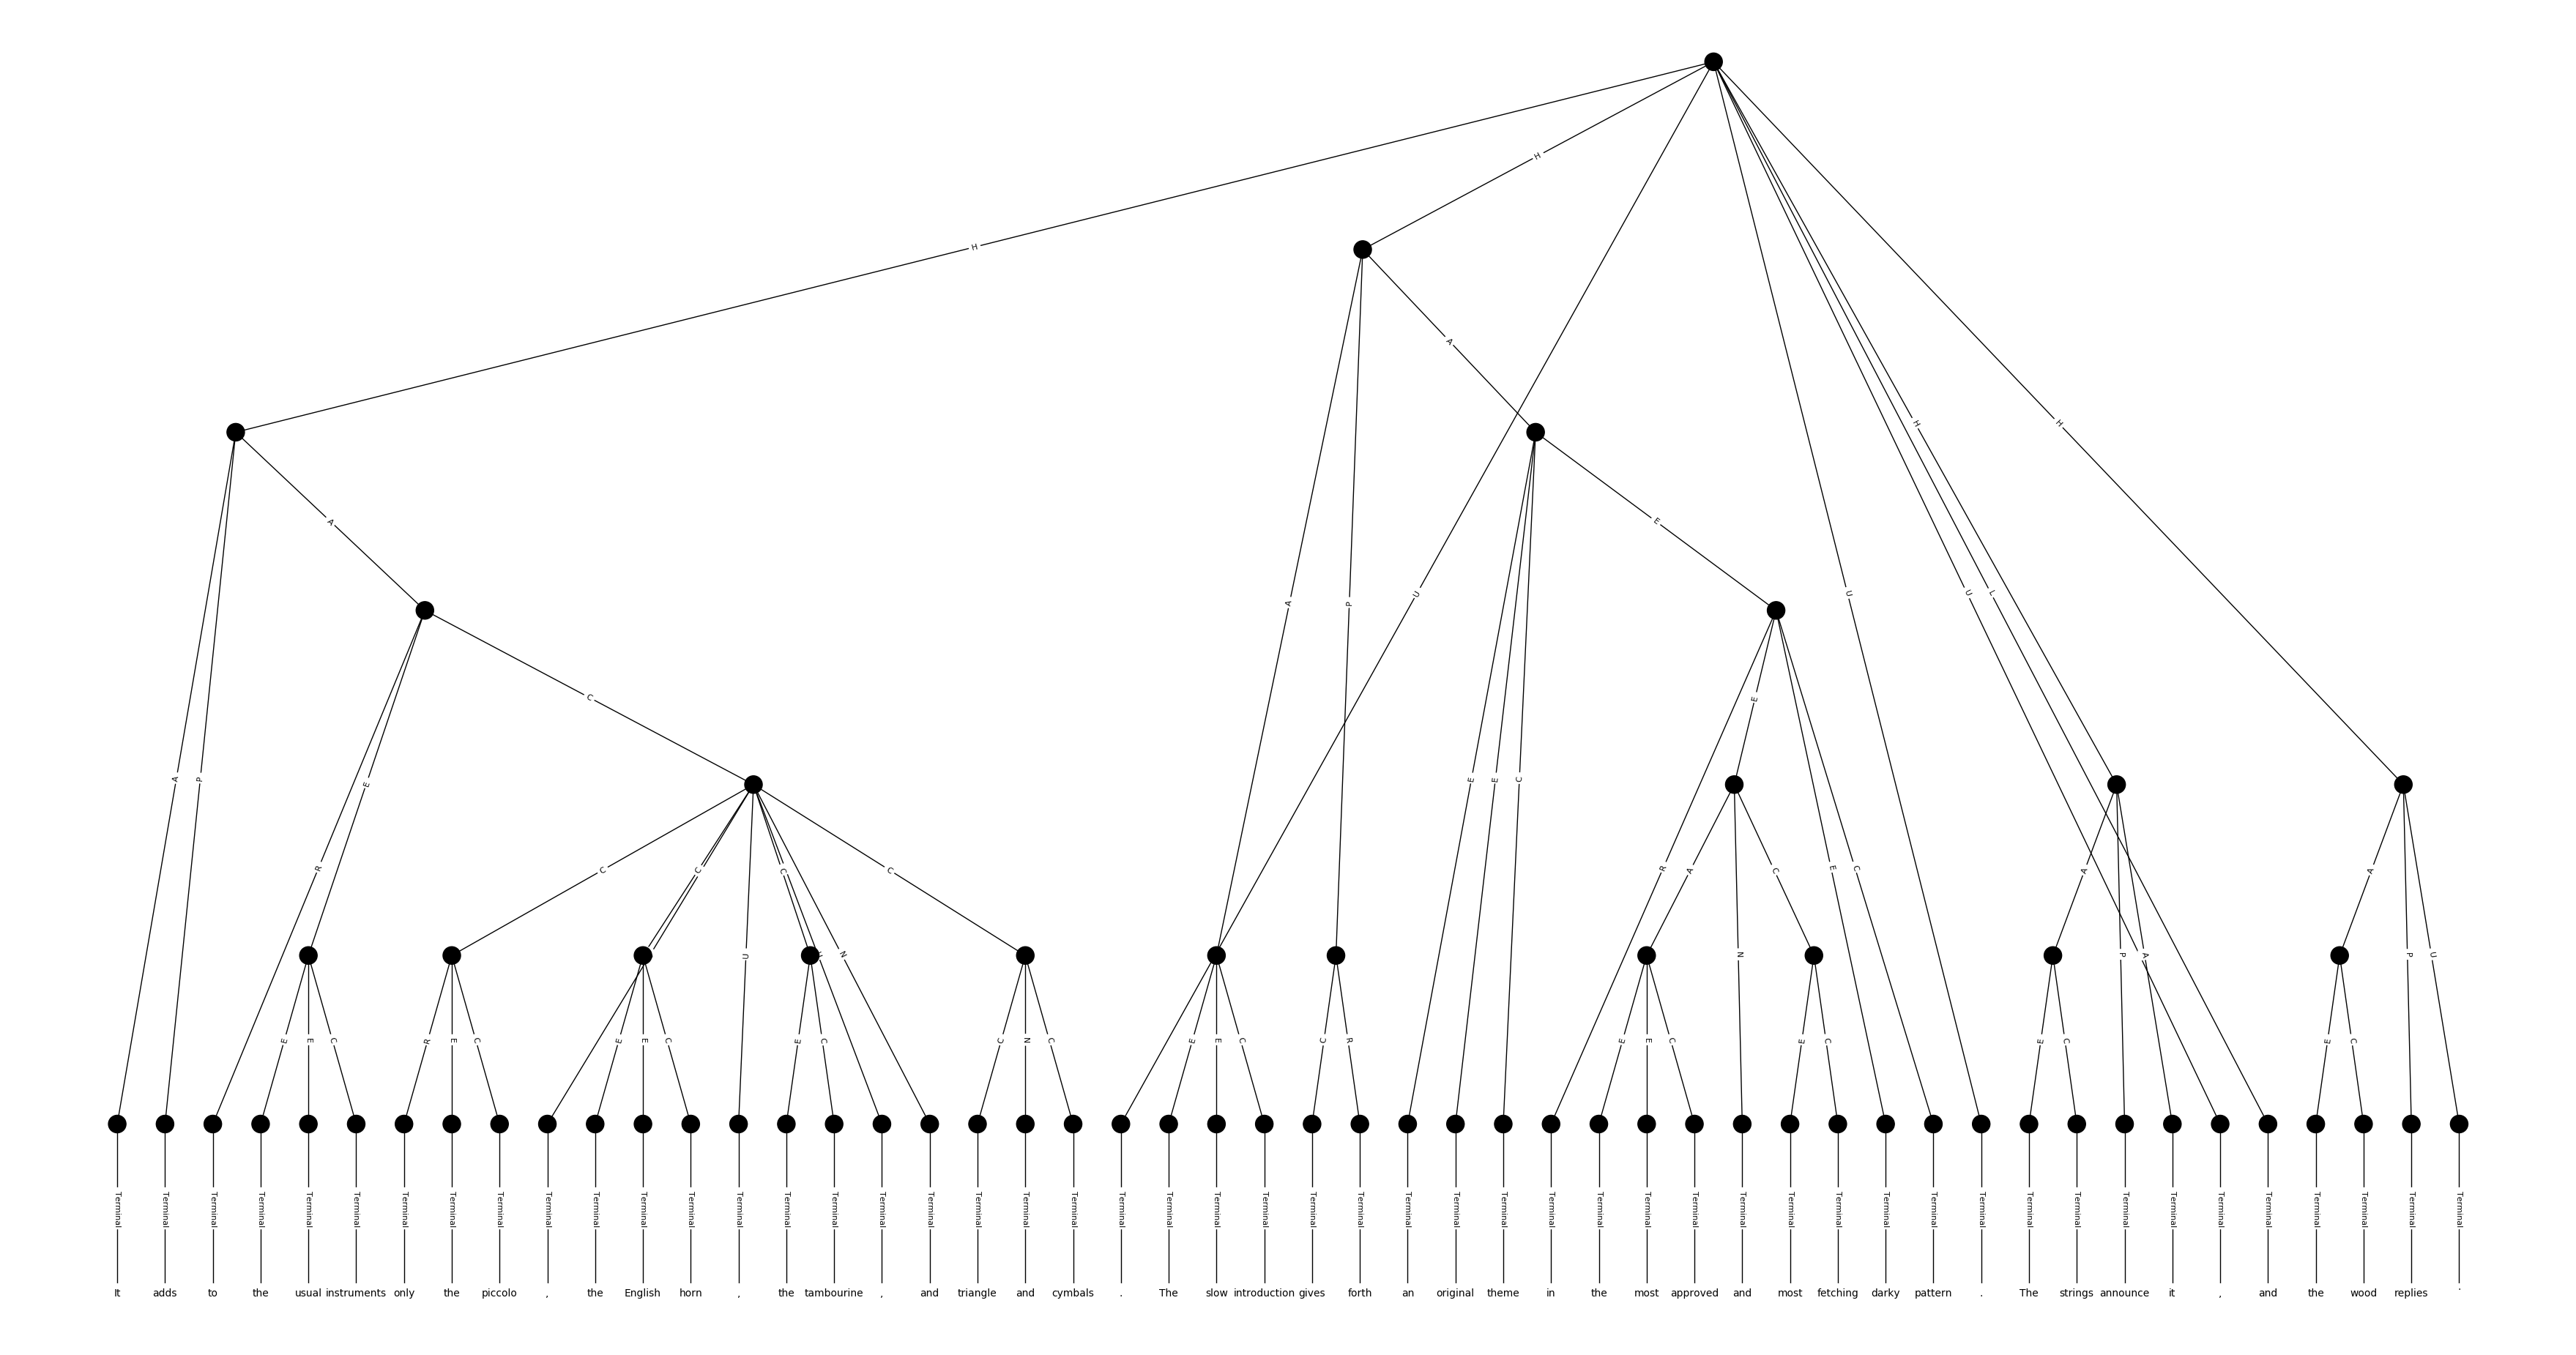 H
H
A
A
E
U
U
U
L
H
H
C
A
P
A
P
A
P
R
E
E
E
C
E
R
A
N
C
E
C
C
C
U
C
U
N
C
A
P
A
A
P
U
E
E
C
R
E
C
E
E
C
E
C
C
N
C
E
E
C
C
R
E
E
C
E
C
E
C
E
C
Terminal Terminal Terminal Terminal Terminal Terminal Terminal Terminal Terminal Terminal Terminal Terminal Terminal Terminal Terminal Terminal Terminal Terminal Terminal Terminal Terminal Terminal Terminal Terminal Terminal Terminal Terminal Terminal Terminal Terminal Terminal Terminal Terminal Terminal Terminal Terminal Terminal Terminal Terminal Terminal Terminal Terminal Terminal Terminal Terminal Terminal Terminal Terminal Terminal Terminal
It adds to the usual instruments only the piccolo , the English horn , the tambourine , and triangle and cymbals . The slow introduction gives forth an original theme in the most approved and most fetching darky pattern . The strings announce it , and the wood replies .